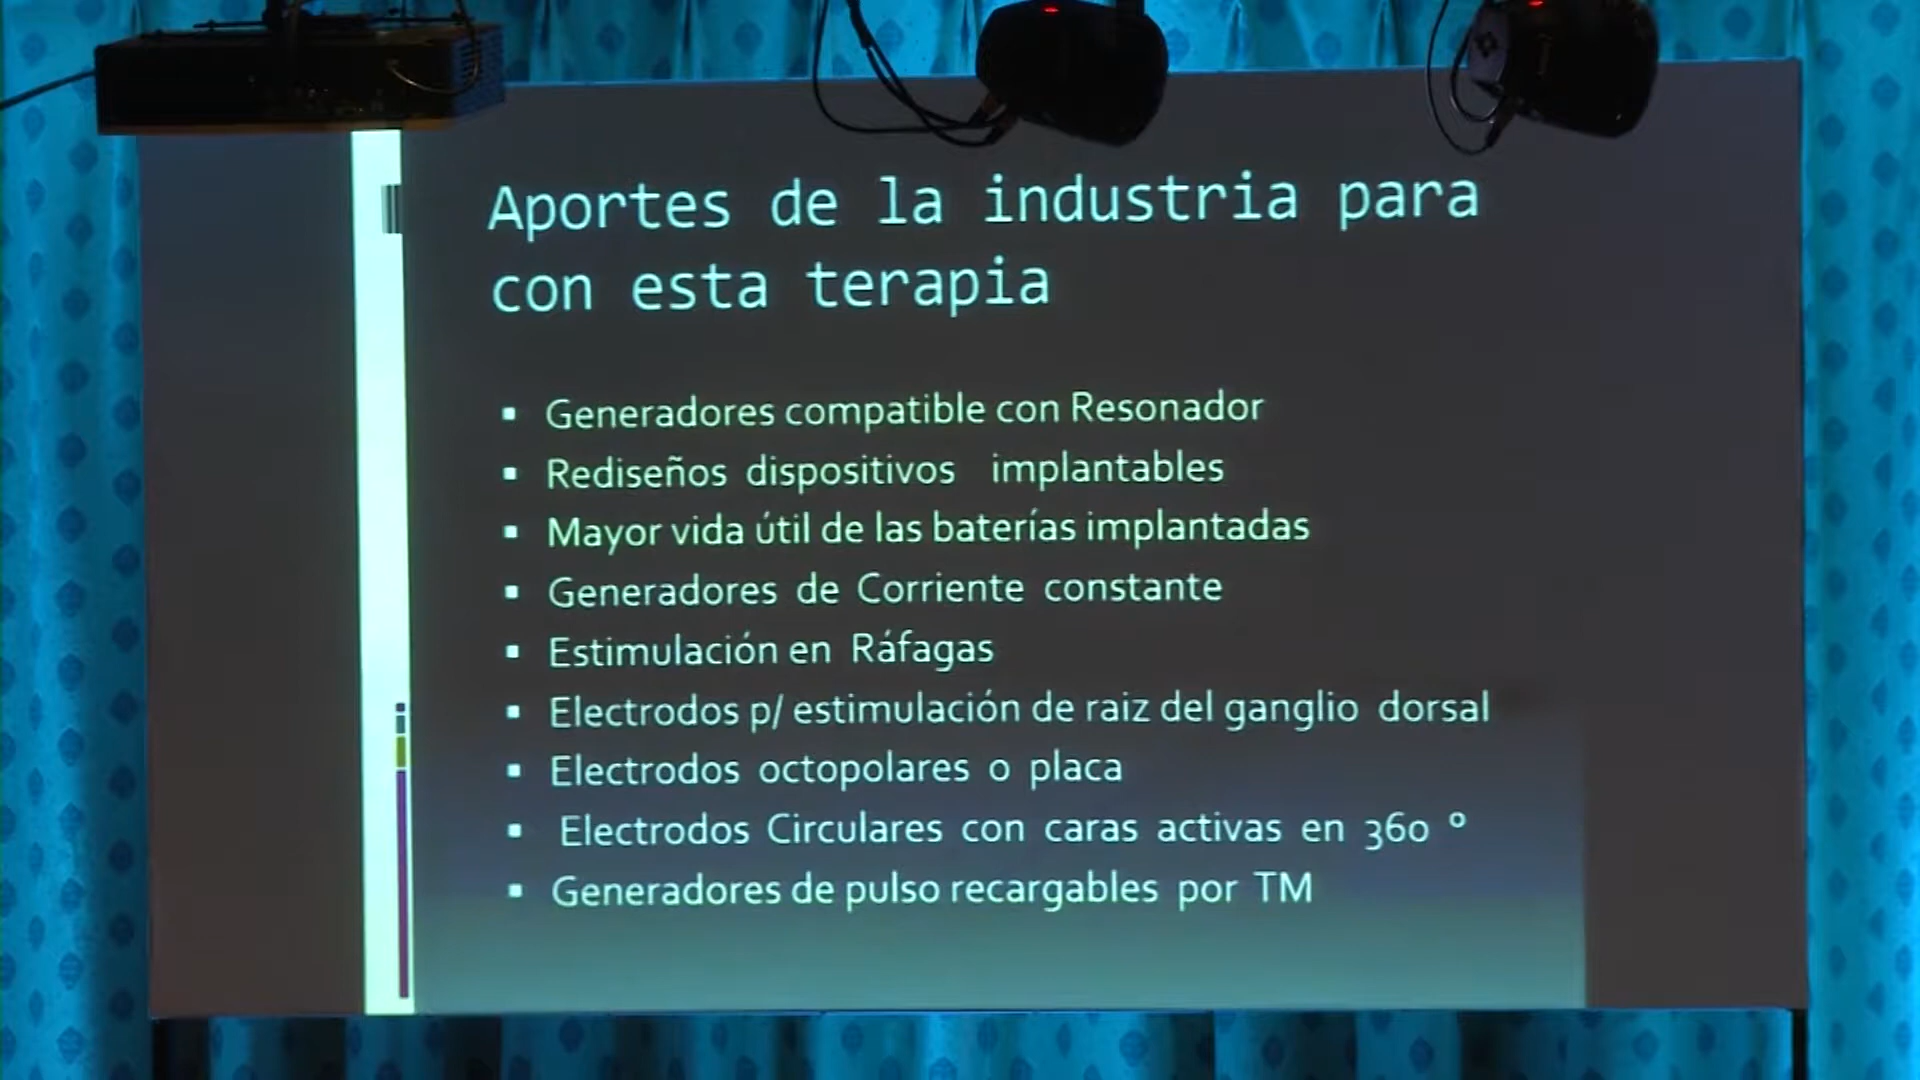 Aportes de la industria para
con esta terapia
▪ Generadores compatible con Resonador
▪ Rediseños dispositivos implantables
▪ Mayor vida útil de las baterías implantadas
▪ Generadores de Corriente constante
▪ Estimulación en Ráfagas
▪ Electrodos p/ estimulación de raiz del ganglio dorsal
▪ Electrodos octopolares o placa
▪ Electrodos Circulares con caras activas en 360 º
▪ Generadores de pulso recargables por TM